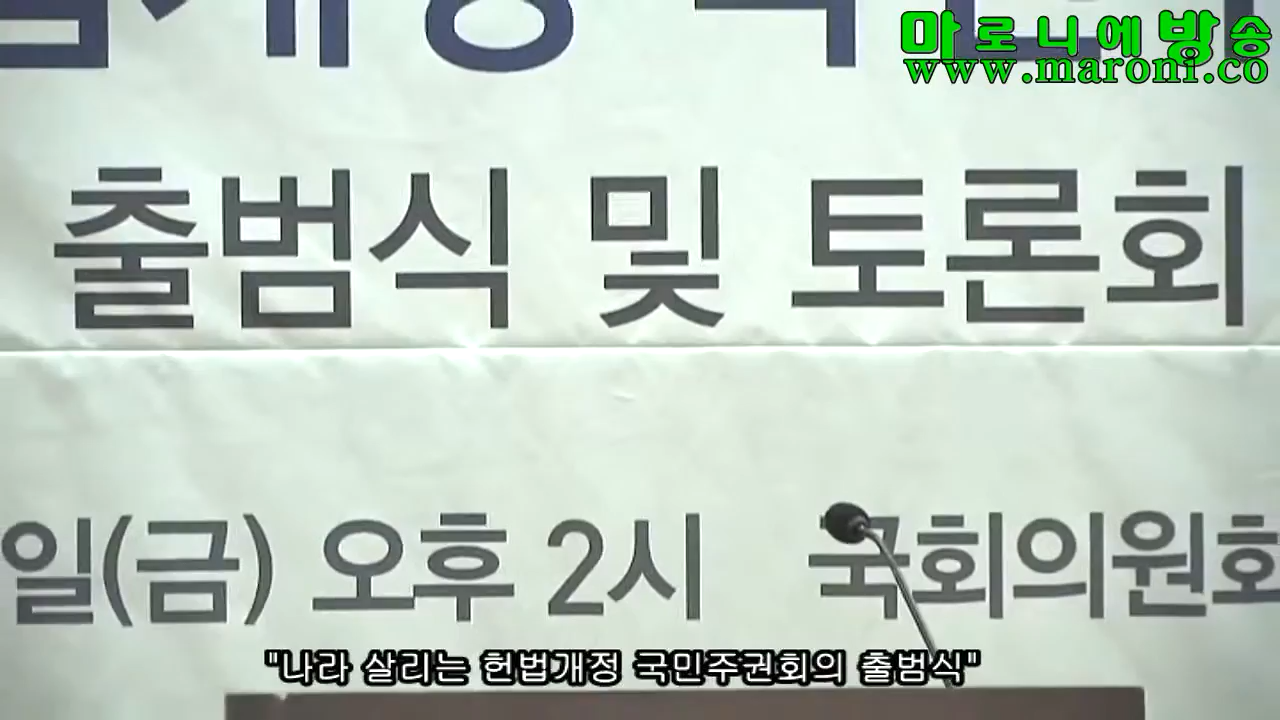 마로니에방송
www.maroni.co
출범식 및 토론회
일(금) 오후 2시 국회의원회
"나라 살리는 헌법개정 국민주권회의 출범식"